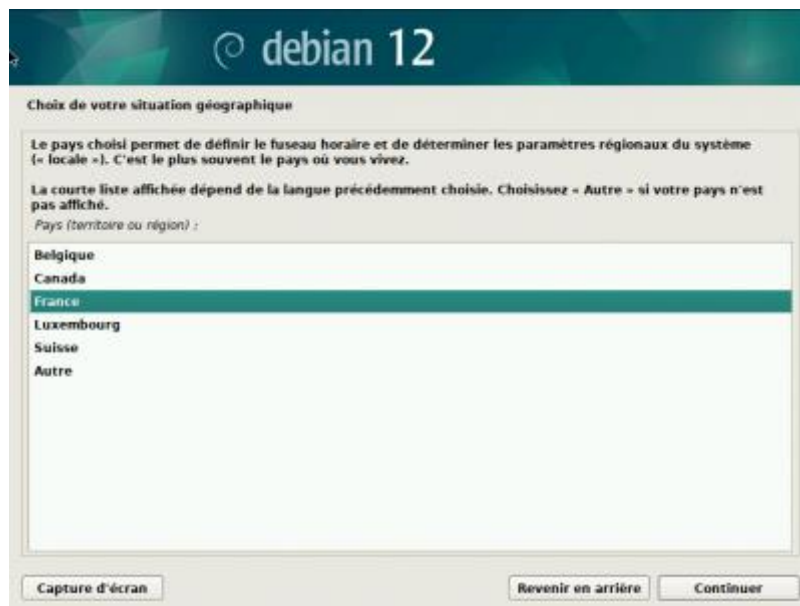 debian 12
Choix de votre situation géographique
Le pays choisi permet de définir le fuseau horaire et de déterminer les paramètres régionaux du système
(« locale »). C'est le plus souvent le pays où vous vivez.
La courte liste affichée dépend de la langue précédemment choisie. Choisissez « Autre » si votre pays n'est
pas affiché.
Pays (territoire ou région) :
Belgique
Canada
France
Luxembourg
Suisse
Autre
Capture d'écran
Revenir en arrière
Continuer